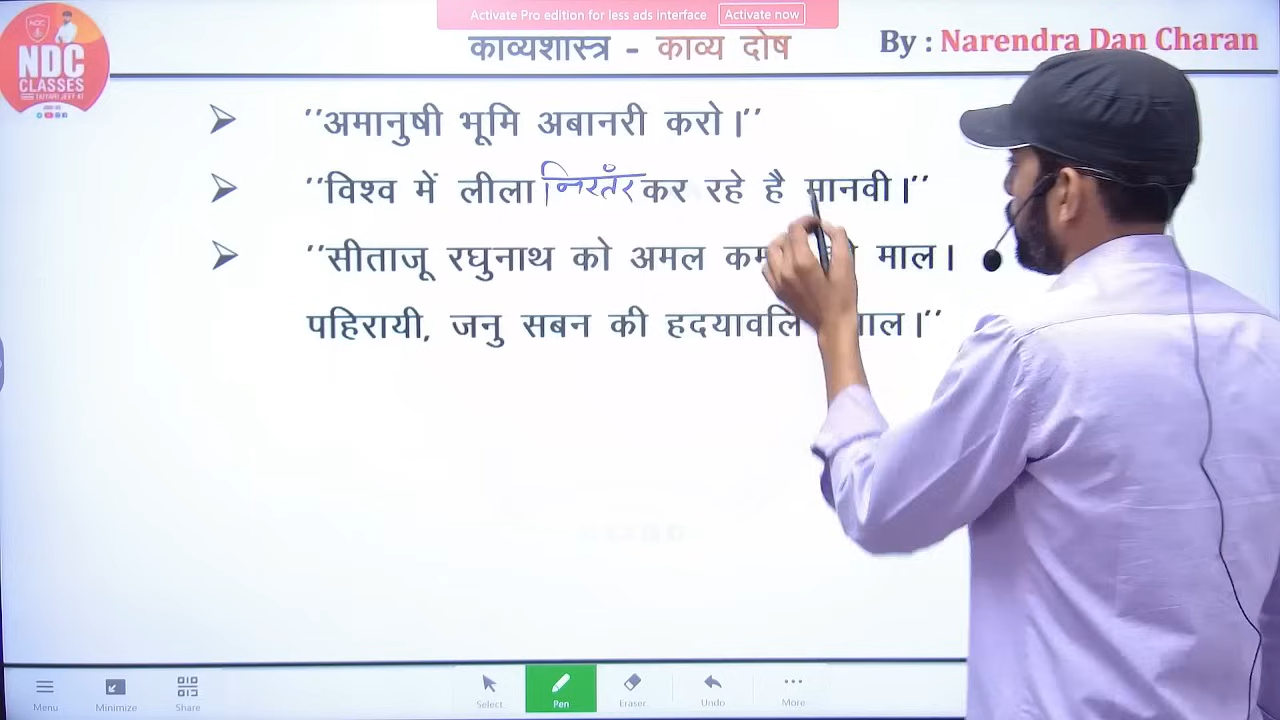 Activate Pro edition for less ads interface Activate now
काव्यशास्त्र - काव्य दोष
By : Narendra Dan Charan
NDC
NDC
CLASSES
''अमानुषी भूमि अबानरी करो।''
''विश्व में लीला निरतँर कर रहे है मानवी।''
''सीताजू रघुनाथ को अमल माल।
पहिरायी, जनु सबन की हदयावलि
Menu
Minimize
Share
Select
Pen
Eraser
Undo
More